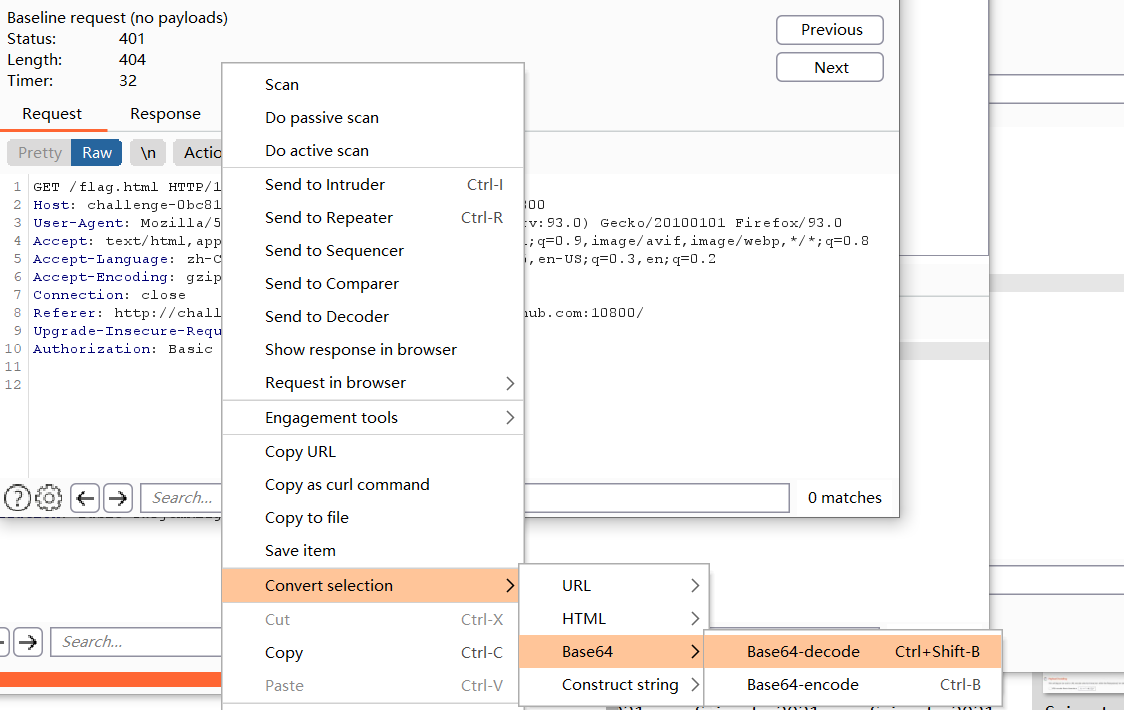 Baseline request (no payloads)
Status: 401
Length: 404
Timer: 32
Previous
Next
Request Response
Pretty Raw \n Actio
1 GET /flag.html HTTP/1
2 Host: challenge-0bc81
3 User-Agent: Mozilla/5 rv:93.0) Gecko/20100101 Firefox/93.0
4 Accept: text/html,app ;q=0.9,image/avif,image/webp,*/*;q=0.8
5 Accept-Language: zh-C ,en-US;q=0.3,en;q=0.2
6 Accept-Encoding: gzip
7 Connection: close
8 Referer: http://chall hub.com:10800/
9 Upgrade-Insecure-Requ
10 Authorization: Basic
11
12
Search... 0 matches
Scan
Do passive scan
Do active scan
Send to Intruder Ctrl-I
Send to Repeater Ctrl-R
Send to Sequencer
Send to Comparer
Send to Decoder
Show response in browser
Request in browser
Engagement tools
Copy URL
Copy as curl command
Copy to file
Save item
Convert selection
Cut Ctrl-X
Copy Ctrl-C
Paste Ctrl-V
URL
HTML
Base64
Construct string
Base64-decode Ctrl+Shift-B
Base64-encode Ctrl-B
Search...